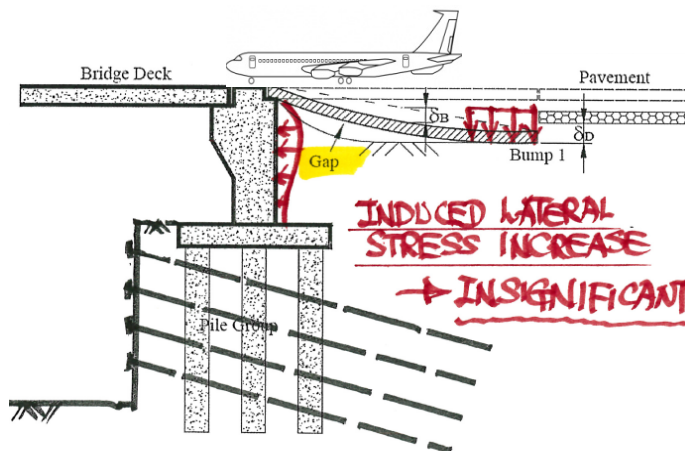 Bridge Deck
Pavement
δB
δD
Gap
Bump 1
INDUCED LATERAL
STRESS INCREASE
→ INSIGNIFICANT
Pile Group